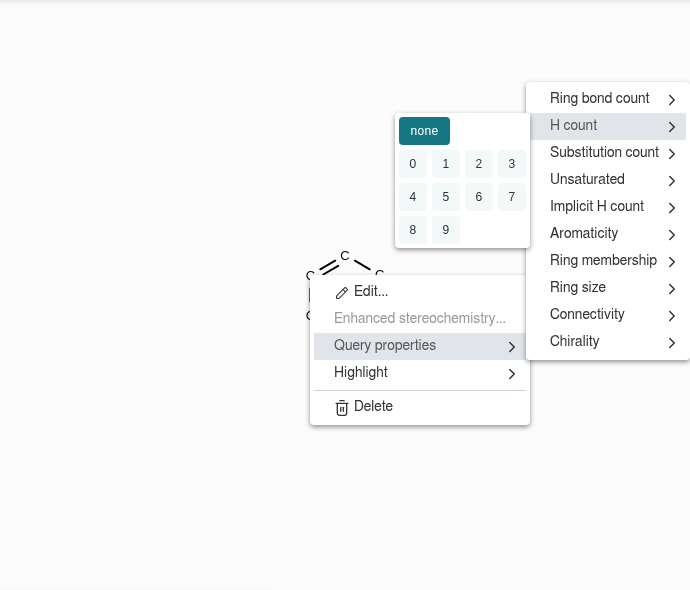 Ring bond count
H count
Substitution count
Unsaturated
Implicit H count
Aromaticity
Ring membership
Ring size
Connectivity
Chirality
none
0 1 2 3
4 5 6 7
8 9
C
C C
C
Edit...
Enhanced stereochemistry...
Query properties
Highlight
Delete